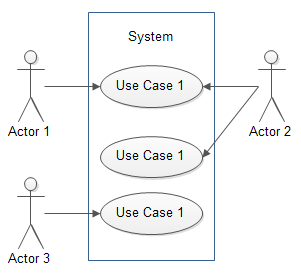 System
Use Case 1
Actor 1
Actor 2
Use Case 1
Use Case 1
Actor 3